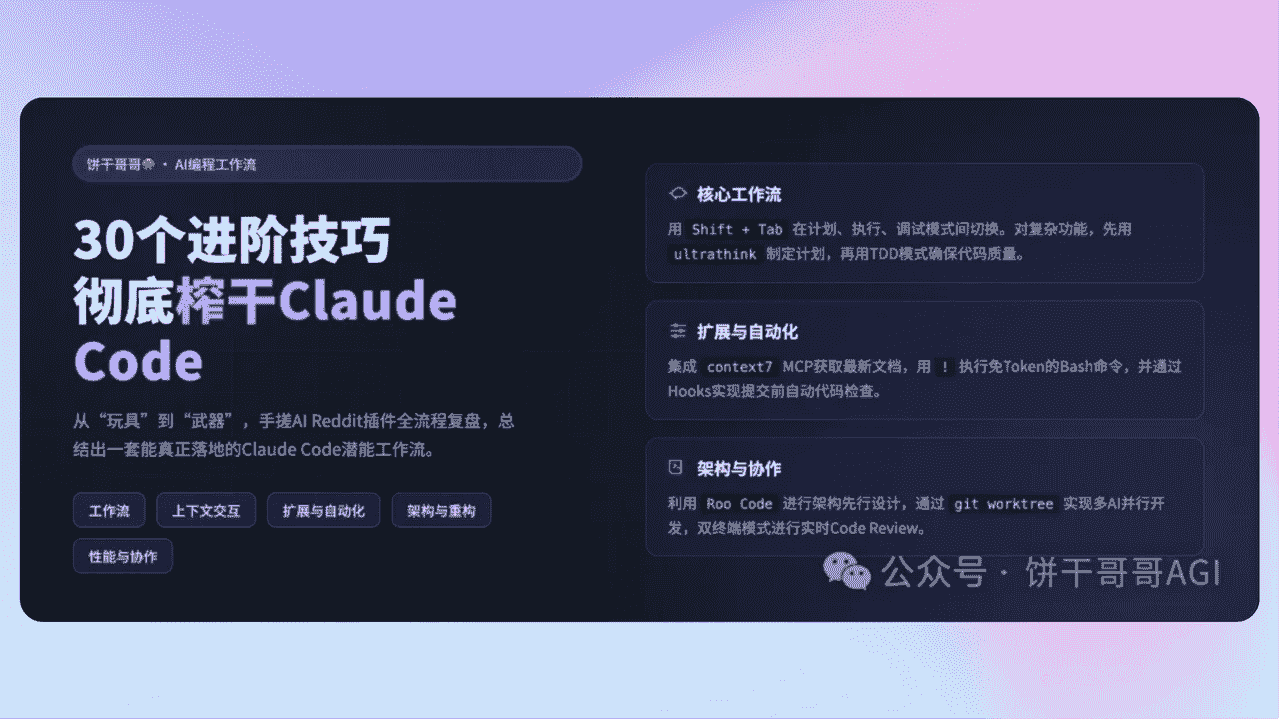 饼干哥哥🍪 · AI编程工作流
30个进阶技巧
彻底榨干Claude
Code
从“玩具”到“武器”，手搓AI Reddit插件全流程复盘，总
结出一套能真正落地的Claude Code潜能工作流。
工作流 上下文交互 扩展与自动化 架构与重构
性能与协作
核心工作流
用 Shift + Tab 在计划、执行、调试模式间切换。对复杂功能，先用
ultrathink 制定计划，再用TDD模式确保代码质量。
扩展与自动化
集成 context7 MCP获取最新文档，用 ! 执行免Token的Bash命令，并通过
Hooks实现提交前自动代码检查。
架构与协作
利用 Roo Code 进行架构先行设计，通过 git worktree 实现多AI并行开
发，双终端模式进行实时Code Review。
公众号 · 饼干哥哥AGI